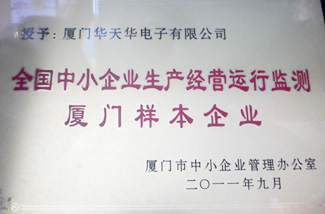 授予：厦门华天华电子有限公司
全国中小企业生产经营运行监测
厦门样本企业
厦门市中小企业管理办公室
二〇一一年九月